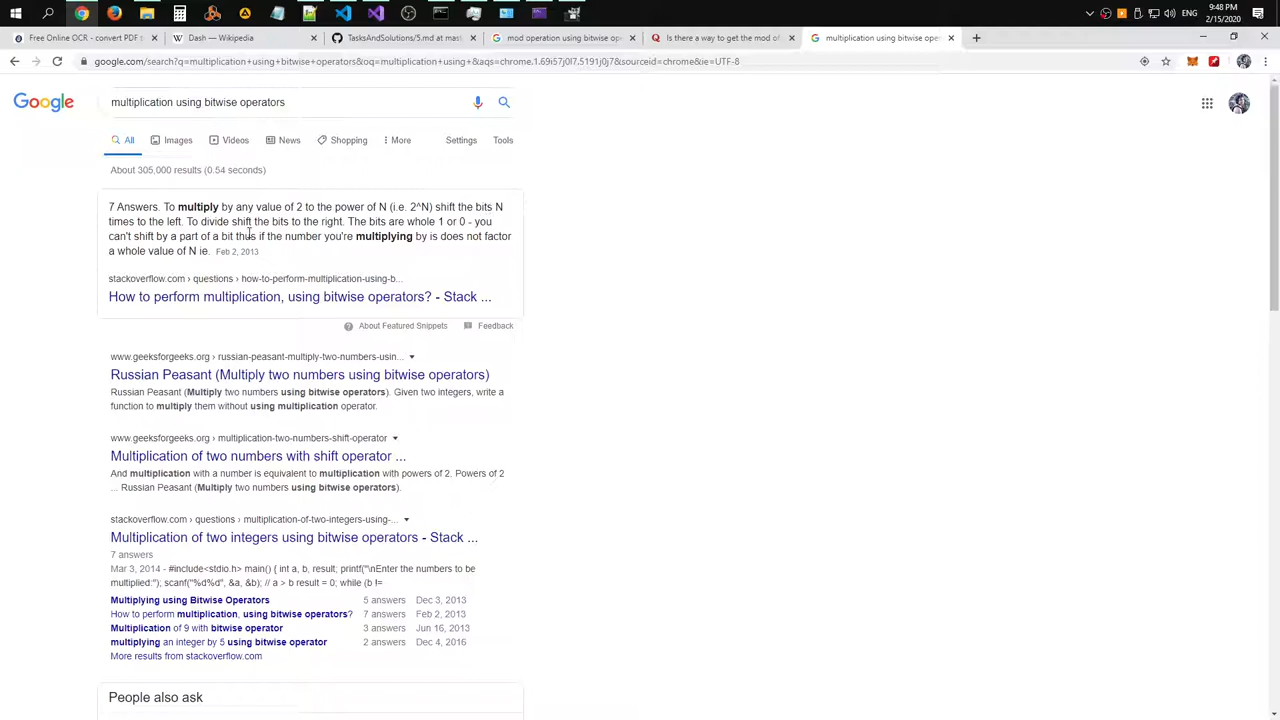 9:48 PM
ENG
2/15/2020
Free Online OCR - convert PDF t
Dash — Wikipedia
TasksAndSolutions/5.md at mast
mod operation using bitwise op
Is there a way to get the mod of
multiplication using bitwise oper
google.com/search?q=multiplication+using+bitwise+operators&oq=multiplication+using+&aqs=chrome.1.69i57j0l7.5191j0j7&sourceid=chrome&ie=UTF-8
Google
multiplication using bitwise operators
All
Images
Videos
News
Shopping
More
Settings
Tools
About 305,000 results (0.54 seconds)
7 Answers. To multiply by any value of 2 to the power of N (i.e. 2^N) shift the bits N
times to the left. To divide shift the bits to the right. The bits are whole 1 or 0 - you
can't shift by a part of a bit thus if the number you're multiplying by is does not factor
a whole value of N ie. Feb 2, 2013
stackoverflow.com › questions › how-to-perform-multiplication-using-b...
How to perform multiplication, using bitwise operators? - Stack ...
About Featured Snippets
Feedback
www.geeksforgeeks.org › russian-peasant-multiply-two-numbers-usin...
Russian Peasant (Multiply two numbers using bitwise operators)
Russian Peasant (Multiply two numbers using bitwise operators). Given two integers, write a
function to multiply them without using multiplication operator.
www.geeksforgeeks.org › multiplication-two-numbers-shift-operator
Multiplication of two numbers with shift operator ...
And multiplication with a number is equivalent to multiplication with powers of 2. Powers of 2
... Russian Peasant (Multiply two numbers using bitwise operators).
stackoverflow.com › questions › multiplication-of-two-integers-using-...
Multiplication of two integers using bitwise operators - Stack ...
7 answers
Mar 3, 2014 - #include<stdio.h> main() { int a, b, result; printf("\nEnter the numbers to be
multiplied:"); scanf("%d%d", &a, &b); // a > b result = 0; while (b !=
Multiplying using Bitwise Operators 5 answers Dec 3, 2013
How to perform multiplication, using bitwise operators? 7 answers Feb 2, 2013
Multiplication of 9 with bitwise operator 3 answers Jun 16, 2013
multiplying an integer by 5 using bitwise operator 2 answers Dec 4, 2016
More results from stackoverflow.com
People also ask